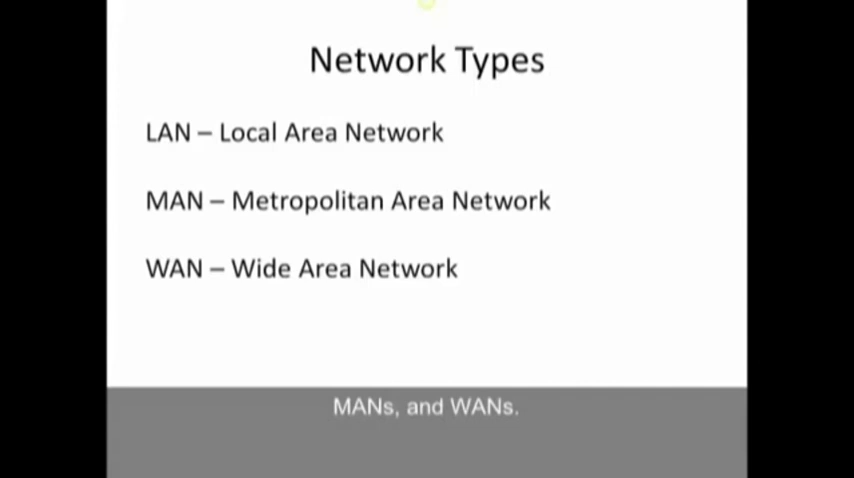 Network Types
LAN – Local Area Network
MAN – Metropolitan Area Network
WAN – Wide Area Network
MANs, and WANs.